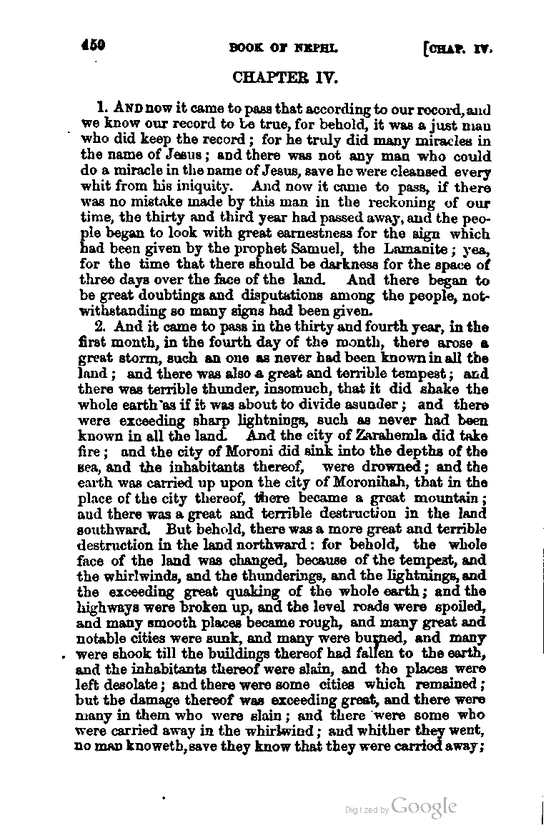 450 BOOK OF NEPHI. [CHAP. IV.
CHAPTER IV.
1. AND now it came to pass that according to our record, and
we know our record to be true, for behold, it was a just man
who did keep the record; for he truly did many miracles in
the name of Jesus; and there was not any man who could
do a miracle in the name of Jesus, save he were cleansed every
whit from his iniquity. And now it came to pass, if there
was no mistake made by this man in the reckoning of our
time, the thirty and third year had passed away, and the peo-
ple began to look with great earnestness for the sign which
had been given by the prophet Samuel, the Lamanite; yea,
for the time that there should be darkness for the space of
three days over the face of the land. And there began to
be great doubtings and disputations among the people, not-
withstanding so many signs had been given.
2. And it came to pass in the thirty and fourth year, in the
first month, in the fourth day of the month, there arose a
great storm, such an one as never had been known in all the
land; and there was also a great and terrible tempest; and
there was terrible thunder, insomuch, that it did shake the
whole earth as if it was about to divide asunder; and there
were exceeding sharp lightnings, such as never had been
known in all the land. And the city of Zarahemla did take
fire; and the city of Moroni did sink into the depths of the
sea, and the inhabitants thereof, were drowned; and the
earth was carried up upon the city of Moronihah, that in the
place of the city thereof, there became a great mountain;
and there was a great and terrible destruction in the land
southward. But behold, there was a more great and terrible
destruction in the land northward: for behold, the whole
face of the land was changed, because of the tempest, and
the whirlwinds, and the thunderings, and the lightnings, and
the exceeding great quaking of the whole earth; and the
highways were broken up, and the level roads were spoiled,
and many smooth places became rough, and many great and
notable cities were sunk, and many were burned, and many
were shook till the buildings thereof had fallen to the earth,
and the inhabitants thereof were slain, and the places were
left desolate; and there were some cities which remained;
but the damage thereof was exceeding great, and there were
many in them who were slain; and there were some who
were carried away in the whirlwind; and whither they went,
no man knoweth, save they know that they were carried away;
Digitized by Google